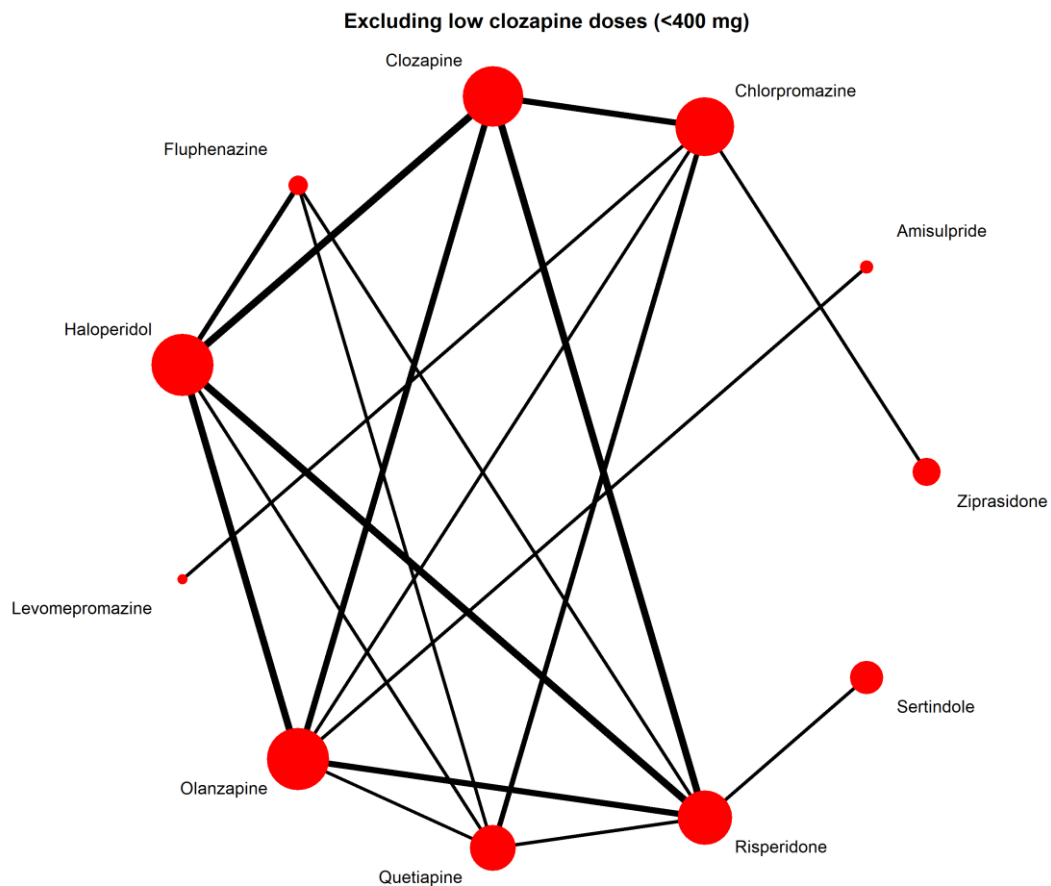 Excluding low clozapine doses (<400 mg)
Clozapine
Chlorpromazine
Fluphenazine
Amisulpride
Haloperidol
Ziprasidone
Levomepromazine
Sertindole
Olanzapine
Risperidone
Quetiapine